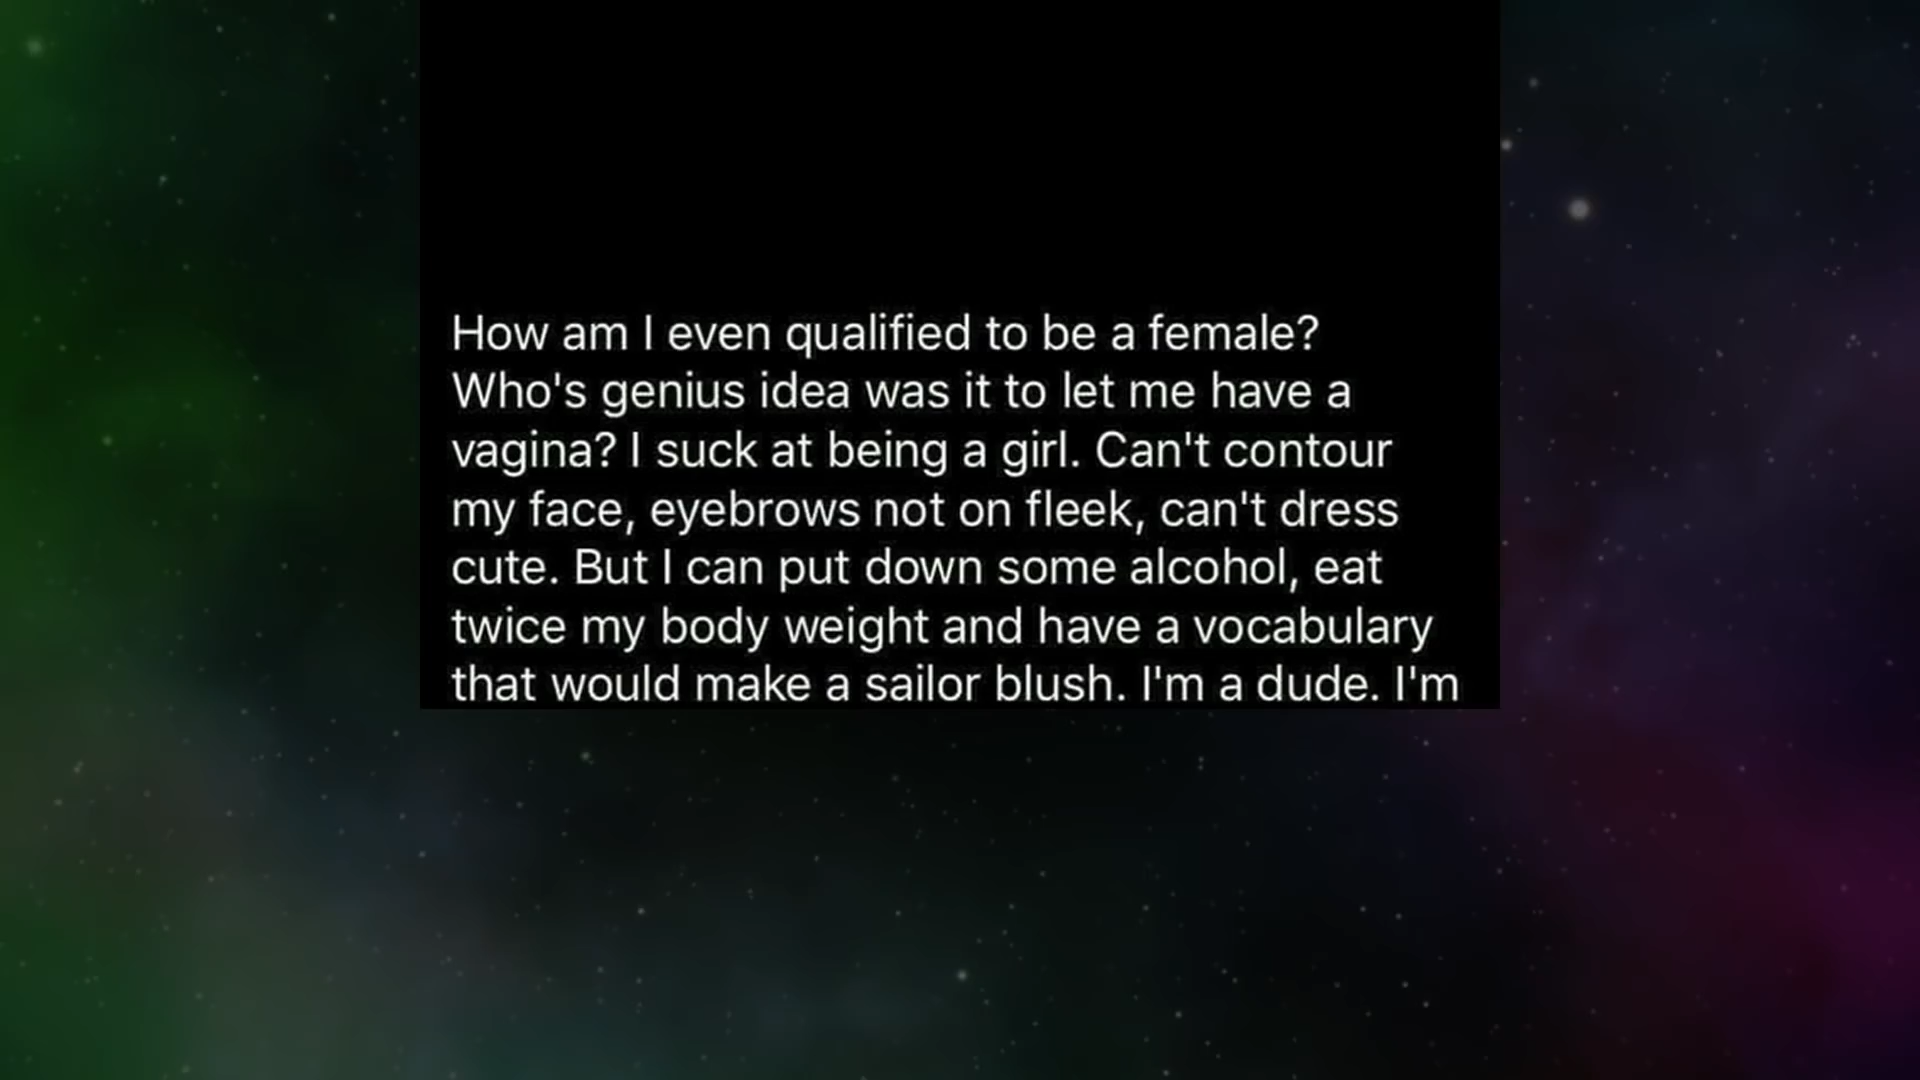 How am I even qualified to be a female?
Who's genius idea was it to let me have a
vagina? I suck at being a girl. Can't contour
my face, eyebrows not on fleek, can't dress
cute. But I can put down some alcohol, eat
twice my body weight and have a vocabulary
that would make a sailor blush. I'm a dude. I'm